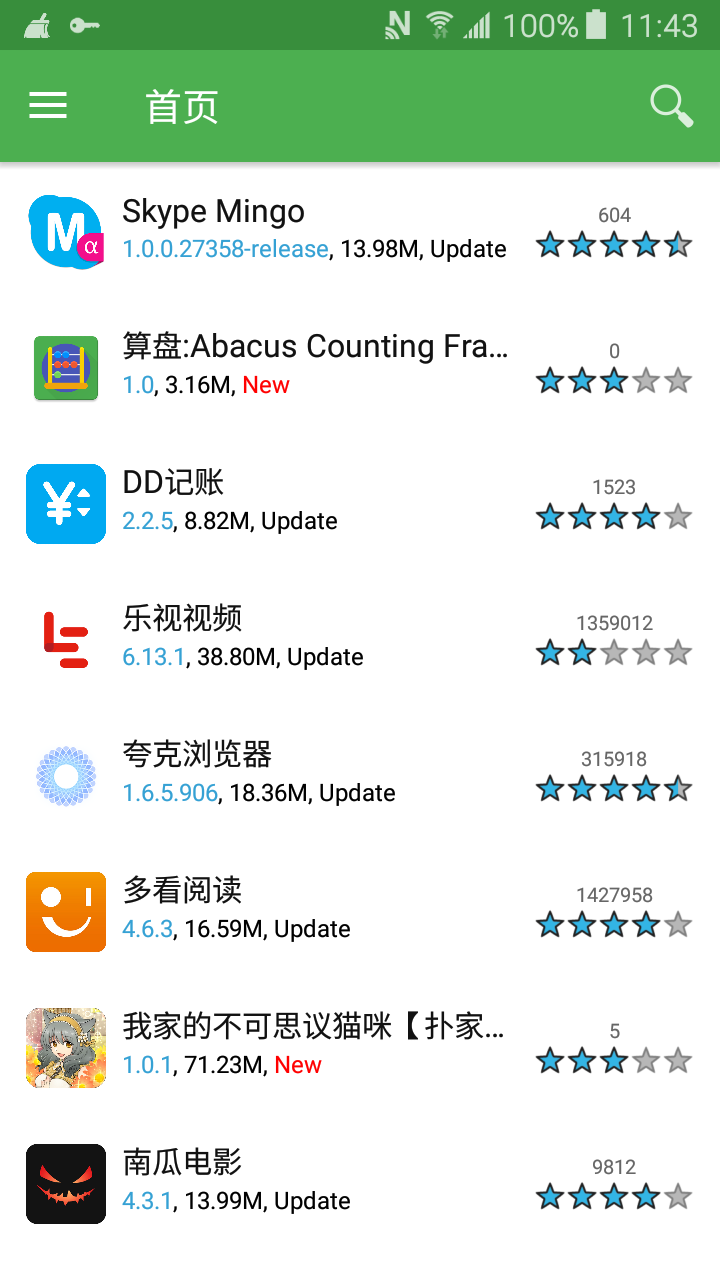 100% 11:43
首页
Skype Mingo
604
1.0.0.27358-release, 13.98M, Update
算盘:Abacus Counting Fra...
0
1.0, 3.16M, New
DD记账
1523
2.2.5, 8.82M, Update
乐视视频
1359012
6.13.1, 38.80M, Update
夸克浏览器
315918
1.6.5.906, 18.36M, Update
多看阅读
1427958
4.6.3, 16.59M, Update
我家的不可思议猫咪【扑家...
5
1.0.1, 71.23M, New
南瓜电影
9812
4.3.1, 13.99M, Update